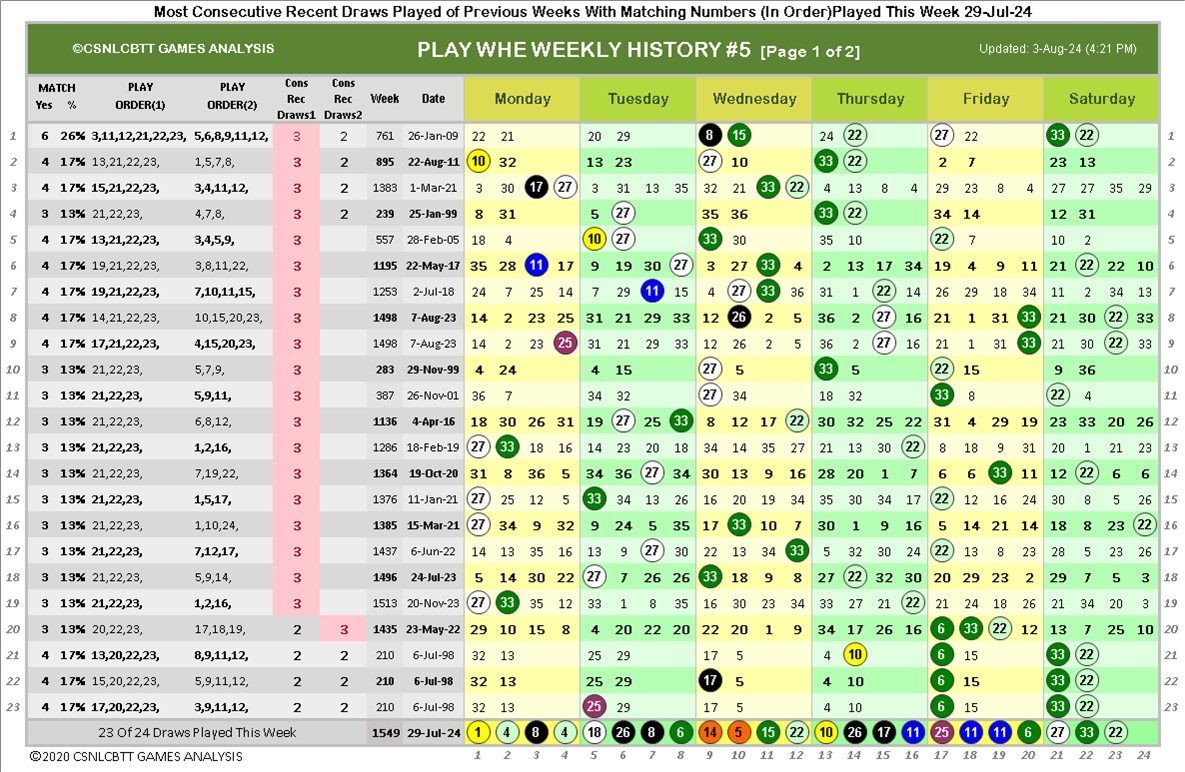 Most Consecutive Recent Draws Played of Previous Weeks With Matching Numbers (In Order)Played This Week 29-Jul-24
©CSNLCBTT GAMES ANALYSIS PLAY WHE WEEKLY HISTORY #5 [Page 1 of 2] Updated: 3-Aug-24 (4:21 PM)
MATCH Yes % PLAY ORDER(1) PLAY ORDER(2) Cons Rec Draws1 Cons Rec Draws2 Week Date Monday Tuesday Wednesday Thursday Friday Saturday
1 6 26% 3,11,12,21,22,23, 5,6,8,9,11,12, 3 2 761 26-Jan-09 22 21 20 29 8 15 24 22 27 22 33 22 1
2 4 17% 13,21,22,23, 1,5,7,8, 3 2 895 22-Aug-11 10 32 13 23 27 10 33 22 2 7 23 13 2
3 4 17% 15,21,22,23, 3,4,11,12, 3 2 1383 1-Mar-21 3 30 17 27 3 31 13 35 32 21 33 22 4 13 8 4 29 23 8 4 27 27 35 29 3
4 3 13% 21,22,23, 4,7,8, 3 2 239 25-Jan-99 8 31 5 27 35 36 33 22 34 14 12 31 4
5 4 17% 13,21,22,23, 3,4,5,9, 3 557 28-Feb-05 18 4 10 27 33 30 35 10 22 7 10 2 5
6 4 17% 19,21,22,23, 3,8,11,22, 3 1195 22-May-17 35 28 11 17 9 19 30 27 3 27 33 4 2 13 17 34 19 4 9 11 21 22 22 10 6
7 4 17% 19,21,22,23, 7,10,11,15, 3 1253 2-Jul-18 24 7 25 14 7 29 11 15 4 27 33 36 31 1 22 14 26 29 18 34 11 2 34 13 7
8 4 17% 14,21,22,23, 10,15,20,23, 3 1498 7-Aug-23 14 2 23 25 31 21 29 33 12 26 2 5 36 2 27 16 21 1 31 33 21 30 22 33 8
9 4 17% 17,21,22,23, 4,15,20,23, 3 1498 7-Aug-23 14 2 23 25 31 21 29 33 12 26 2 5 36 2 27 16 21 1 31 33 21 30 22 33 9
10 3 13% 21,22,23, 5,7,9, 3 283 29-Nov-99 4 24 4 15 27 5 33 5 22 15 9 36 10
11 3 13% 21,22,23, 5,9,11, 3 387 26-Nov-01 36 7 34 32 27 34 18 32 33 8 22 4 11
12 3 13% 21,22,23, 6,8,12, 3 1136 4-Apr-16 18 30 26 31 19 27 25 33 8 12 17 22 30 32 25 22 31 4 29 19 23 33 20 26 12
13 3 13% 21,22,23, 1,2,16, 3 1286 18-Feb-19 27 33 18 16 14 23 20 18 34 14 35 27 21 13 30 22 8 18 9 31 20 1 21 23 13
14 3 13% 21,22,23, 7,19,22, 3 1364 19-Oct-20 31 8 36 5 34 36 27 34 30 13 9 16 28 20 1 7 6 6 33 11 12 22 6 6 14
15 3 13% 21,22,23, 1,5,17, 3 1376 11-Jan-21 27 25 12 5 33 34 13 26 16 20 19 34 35 30 34 17 22 12 16 24 30 8 5 26 15
16 3 13% 21,22,23, 1,10,24, 3 1385 15-Mar-21 27 34 9 32 9 24 5 35 17 33 10 7 30 1 9 16 5 14 21 14 18 8 23 22 16
17 3 13% 21,22,23, 7,12,17, 3 1437 6-Jun-22 14 13 35 16 13 9 27 30 22 13 34 33 5 32 30 24 22 13 8 23 28 5 23 26 17
18 3 13% 21,22,23, 5,9,14, 3 1496 24-Jul-23 5 14 30 22 27 7 26 26 33 18 9 8 27 22 32 30 20 29 23 2 29 7 5 3 18
19 3 13% 21,22,23, 1,2,16, 3 1513 20-Nov-23 27 33 35 12 33 1 8 35 16 30 23 34 33 27 21 22 21 24 18 26 21 34 20 3 19
20 3 13% 20,22,23, 17,18,19, 2 3 1435 23-May-22 29 10 15 8 4 20 22 20 22 20 1 9 34 17 26 16 6 33 22 12 13 7 25 10 20
21 4 17% 13,20,22,23, 8,9,11,12, 2 2 210 6-Jul-98 32 13 25 29 17 5 4 10 6 15 33 22 21
22 4 17% 15,20,22,23, 5,9,11,12, 2 2 210 6-Jul-98 32 13 25 29 17 5 4 10 6 15 33 22 22
23 4 17% 17,20,22,23, 3,9,11,12, 2 2 210 6-Jul-98 32 13 25 29 17 5 4 10 6 15 33 22 23
23 Of 24 Draws Played This Week 1549 29-Jul-24 1 4 8 4 18 26 8 6 14 5 15 22 10 26 17 11 25 11 11 6 27 33 22
©2020 CSNLCBTT GAMES ANALYSIS 1 2 3 4 5 6 7 8 9 10 11 12 13 14 15 16 17 18 19 20 21 22 23 24